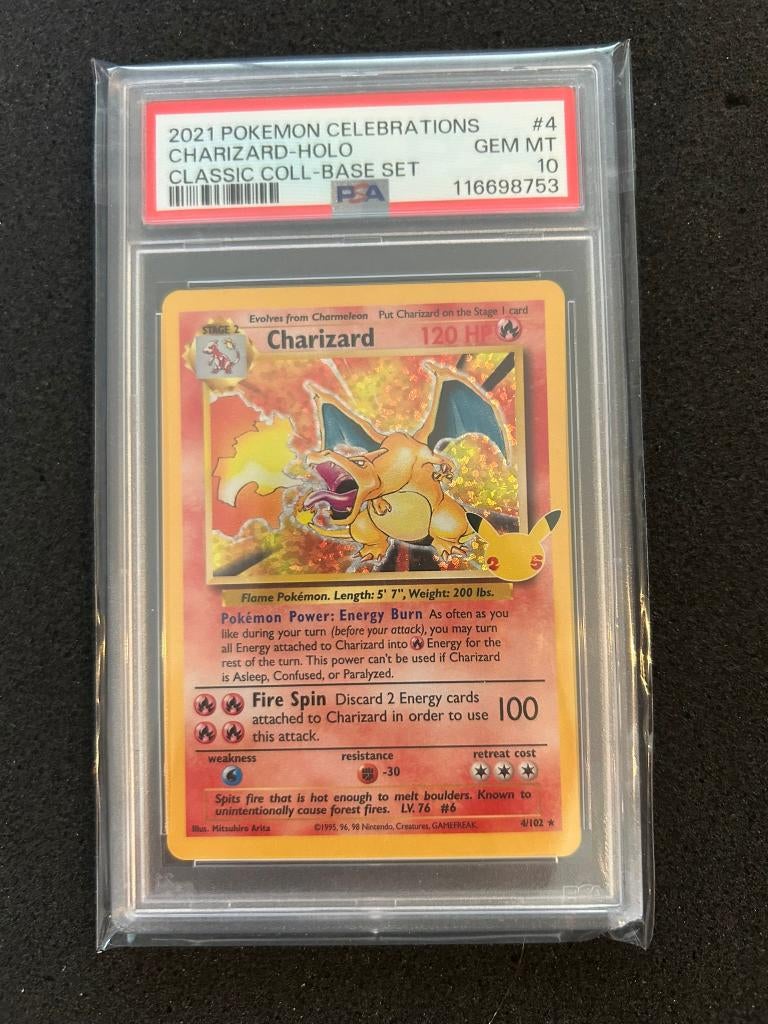 2021 POKEMON CELEBRATIONS #4
CHARIZARD-HOLO GEM MT
CLASSIC COLL-BASE SET 10
PSA 116698753
Evolves from Charmeleon Put Charizard on the Stage 1 card
STAGE 2
Charizard 120 HP
25
Flame Pokémon. Length: 5' 7", Weight: 200 lbs.
Pokémon Power: Energy Burn As often as you
like during your turn (before your attack), you may turn
all Energy attached to Charizard into Energy for the
rest of the turn. This power can't be used if Charizard
is Asleep, Confused, or Paralyzed.
Fire Spin Discard 2 Energy cards
attached to Charizard in order to use 100
this attack.
weakness resistance retreat cost
-30
Spits fire that is hot enough to melt boulders. Known to
unintentionally cause forest fires. LV. 76 #6
Illus. Mitsuhiro Arita ©1995, 96, 98 Nintendo, Creatures, GAMEFREAK. 4/102 ★
PSA